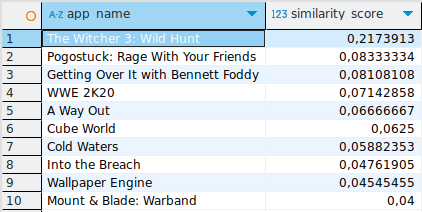 A-Z app_name 123 similarity_score
1 The Witcher 3: Wild Hunt 0,2173913
2 Pogostuck: Rage With Your Friends 0,08333334
3 Getting Over It with Bennett Foddy 0,08108108
4 WWE 2K20 0,07142858
5 A Way Out 0,06666667
6 Cube World 0,0625
7 Cold Waters 0,05882353
8 Into the Breach 0,04761905
9 Wallpaper Engine 0,04545455
10 Mount & Blade: Warband 0,04